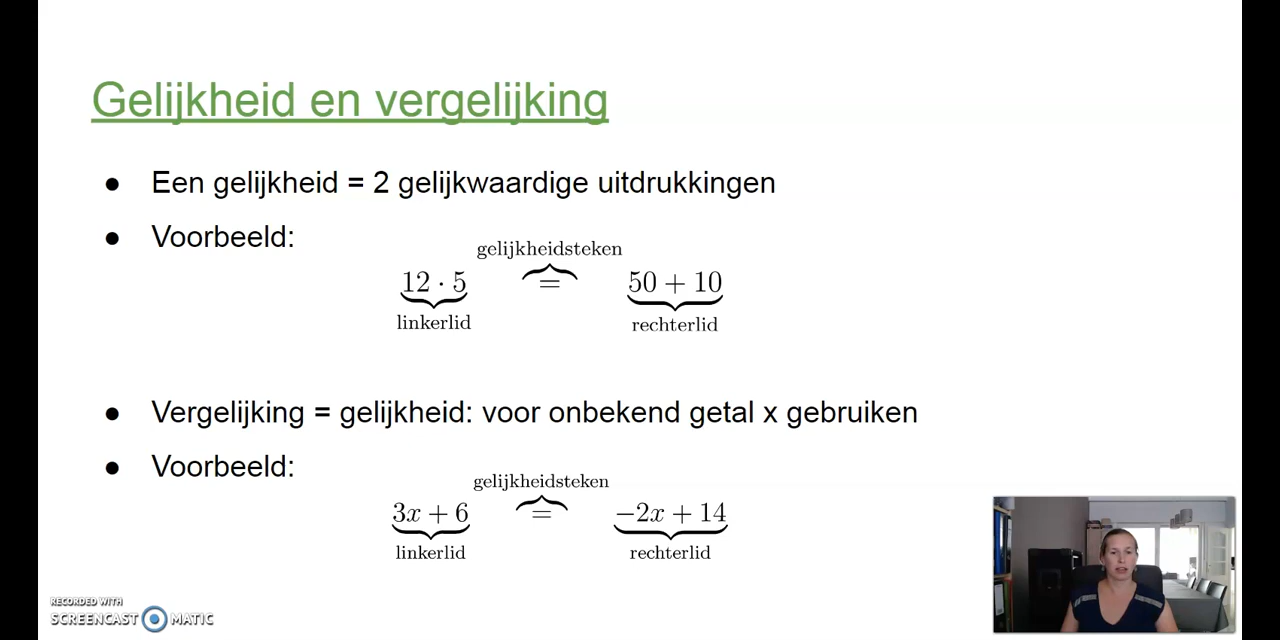 Gelijkheid en vergelijking
● Een gelijkheid = 2 gelijkwaardige uitdrukkingen
● Voorbeeld:
gelijkheidsteken
12 · 5 = 50 + 10
linkerlid rechterlid
● Vergelijking = gelijkheid: voor onbekend getal x gebruiken
● Voorbeeld:
gelijkheidsteken
3x + 6 = −2x + 14
linkerlid rechterlid
RECORDED WITH
SCREENCAST MATIC